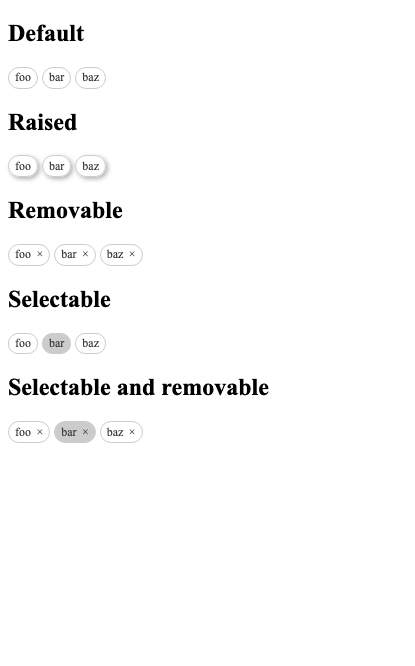 Default
foo bar baz
Raised
foo bar baz
Removable
foo × bar × baz ×
Selectable
foo bar baz
Selectable and removable
foo × bar × baz ×